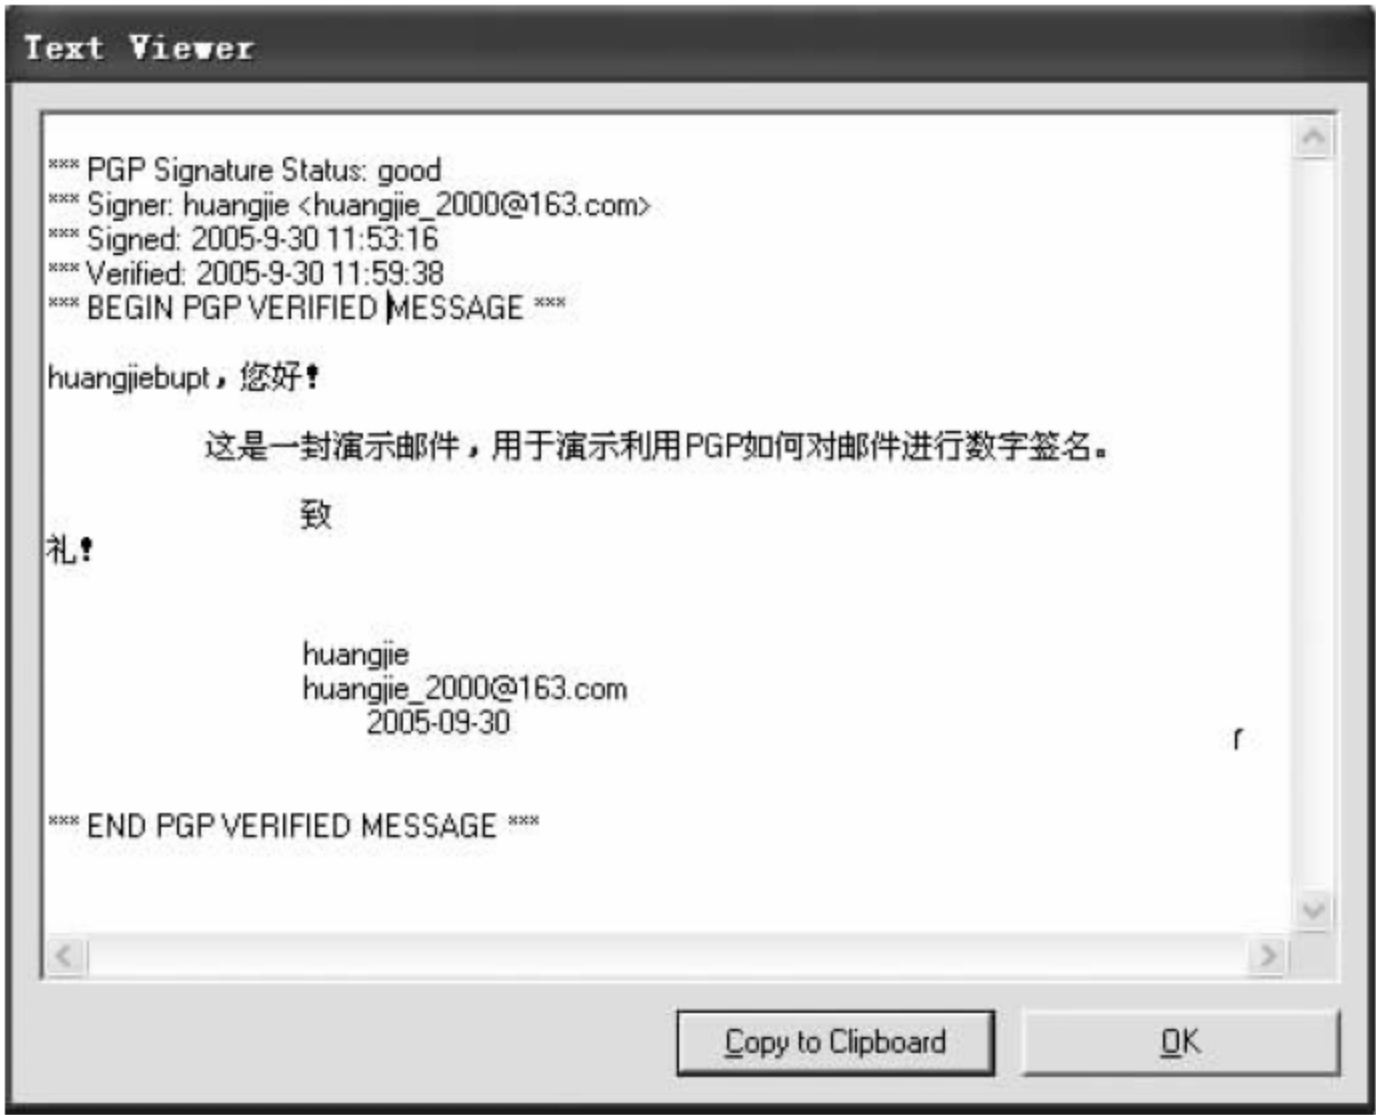 Text Viewer
*** PGP Signature Status: good
*** Signer: huangjie <huangjie_2000@163.com>
*** Signed: 2005-9-30 11:53:16
*** Verified: 2005-9-30 11:59:38
*** BEGIN PGP VERIFIED MESSAGE ***
huangjiebupt，您好！
这是一封演示邮件，用于演示利用PGP如何对邮件进行数字签名。
致
礼！
huangjie
huangjie_2000@163.com
2005-09-30
*** END PGP VERIFIED MESSAGE ***
Copy to Clipboard
OK